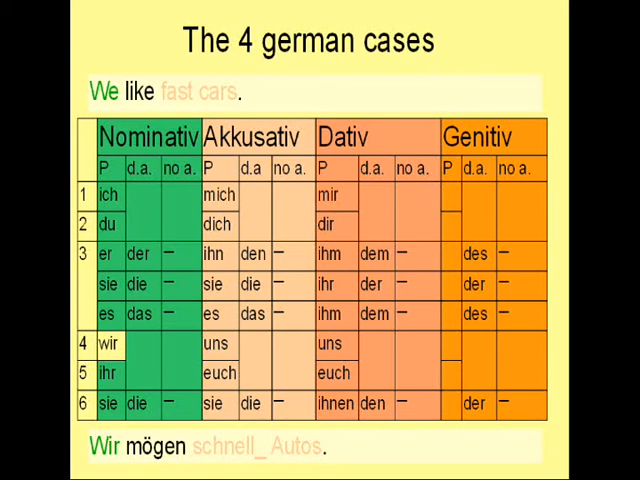 The 4 german cases
We like fast cars.
Nominativ Akkusativ Dativ Genitiv
P d.a. no a. P d.a no a. P d.a. no a. P d.a. no a.
1 ich mich mir
2 du dich dir
3 er der – ihn den – ihm dem – des –
sie die – sie die – ihr der – der –
es das – es das – ihm dem – des –
4 wir uns uns
5 ihr euch euch
6 sie die – sie die – ihnen den – der –
Wir mögen schnell_ Autos.